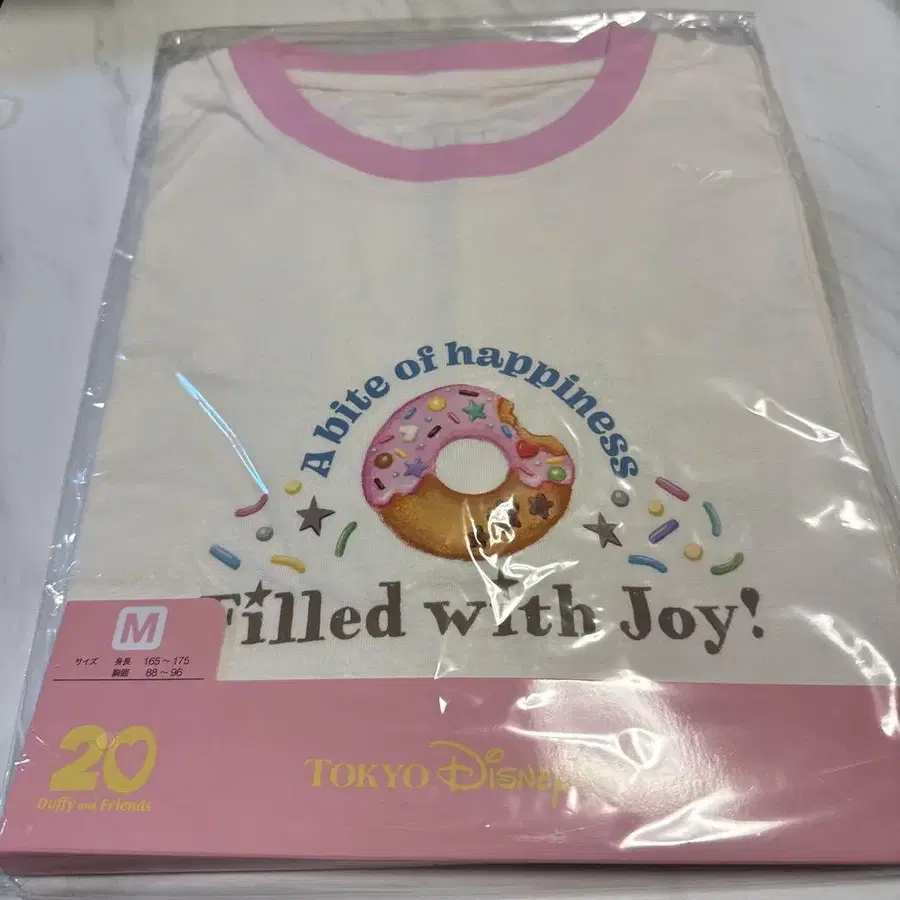 A bite of happiness
Filled with Joy!
M
サイズ 身長 165～175
胸囲 88～96
20
Duffy and Friends
TOKYO DISNEY